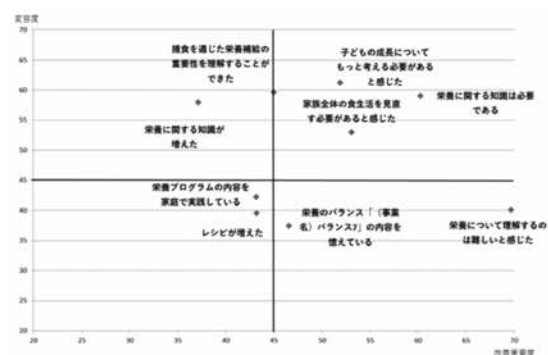 変容度
70
65
60
55
50
45
40
35
30
25
20
捕食を通じた栄養補給の
重要性を理解することが
できた
子どもの成長について
もっと考える必要がある
と感じた
家族全体の食生活を見直
す必要があると感じた
栄養に関する知識は必要
である
栄養に関する知識が
増えた
栄養プログラムの内容を
家庭で実践している
レシピが増えた
栄養のバランス「（事業
名）バランス7」の内容を
憶えている
栄養について理解するの
は難しいと感じた
20 25 30 35 40 45 50 55 60 65 70
改善重要度